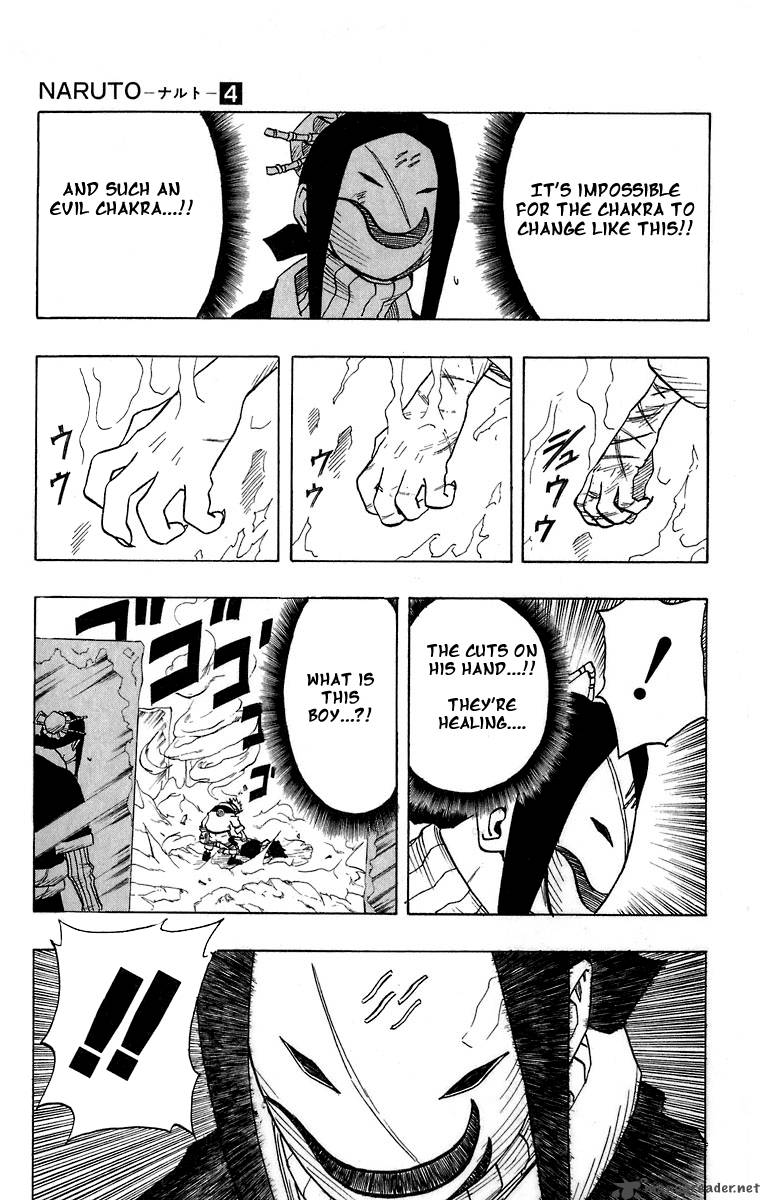 NARUTO —ナルト— 4
IT'S IMPOSSIBLE
FOR THE CHAKRA TO
CHANGE LIKE THIS!!
AND SUCH AN
EVIL CHAKRA...!!
シュウウ
ウウ
ウウ
!
THE CUTS ON
HIS HAND...!!
THEY'RE
HEALING....
WHAT IS
THIS
BOY...?!
ゴゴゴゴ
!!